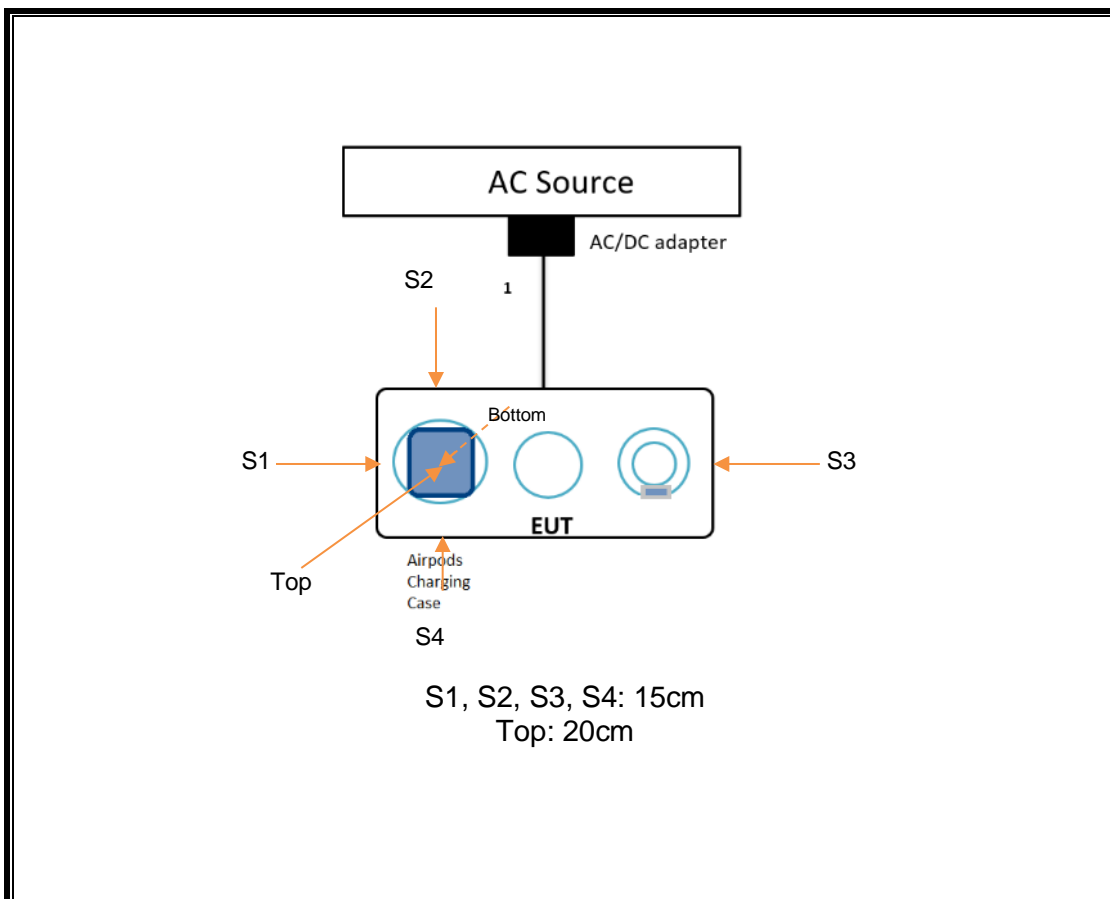 AC Source
AC/DC adapter
S2
1
Bottom
S1
S3
EUT
Airpods
Charging
Case
Top
S4
S1, S2, S3, S4: 15cm
Top: 20cm